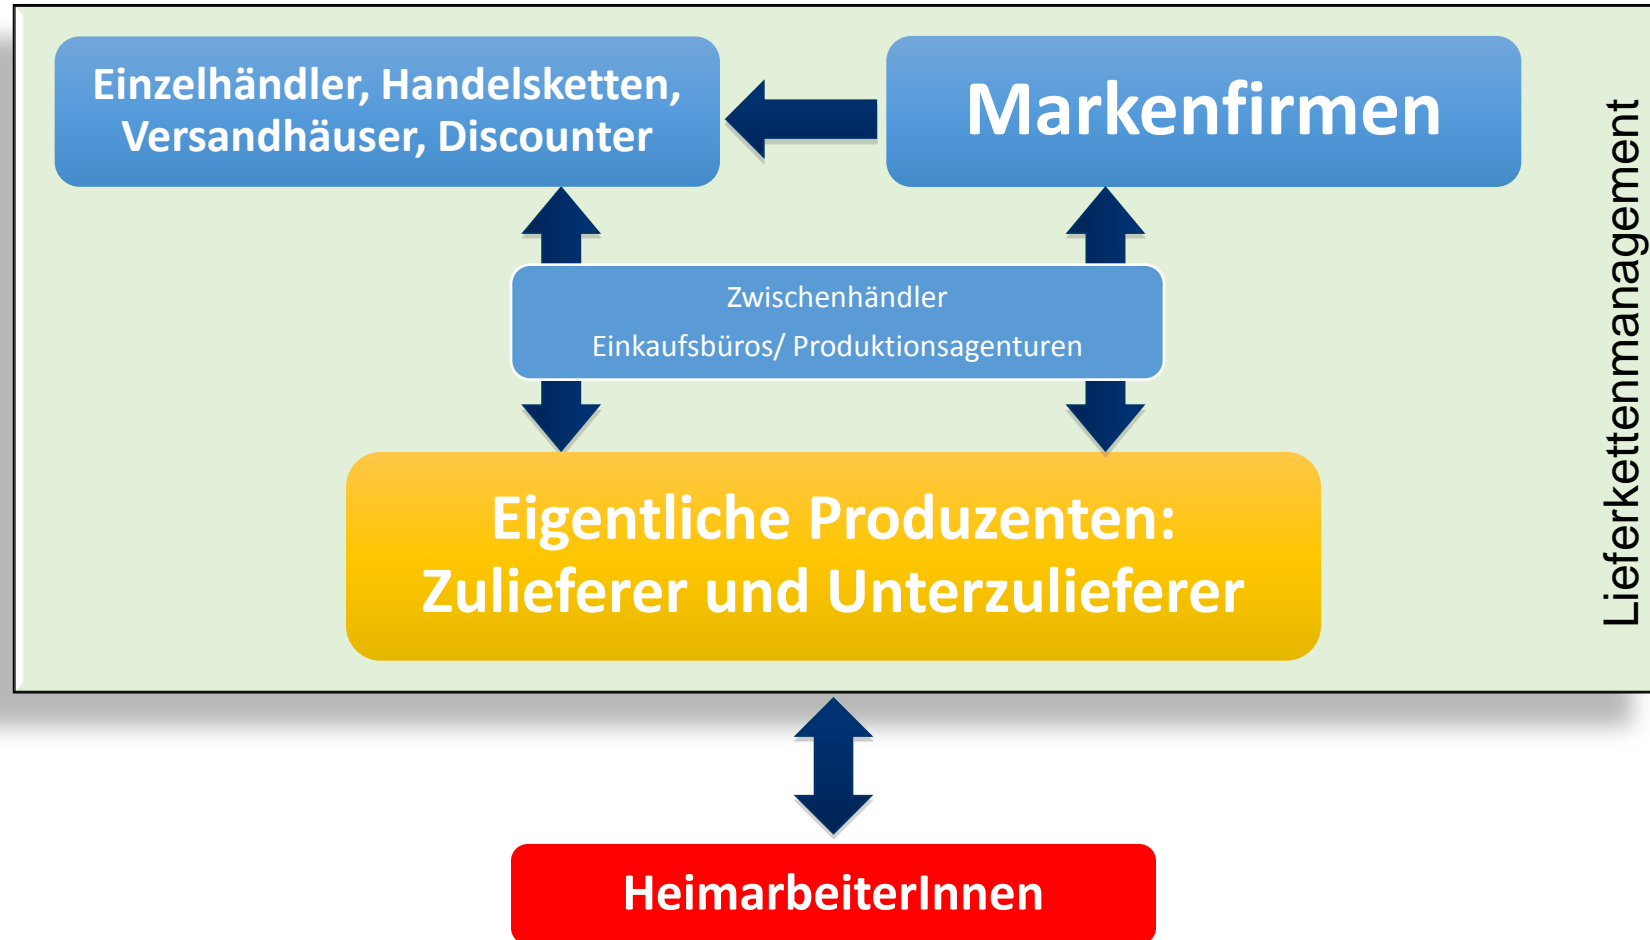 Einzelhändler, Handelsketten,
Versandhäuser, Discounter
Markenfirmen
Zwischenhändler
Einkaufsbüros/ Produktionsagenturen
Eigentliche Produzenten:
Zulieferer und Unterzulieferer
Lieferkettenmanagement
HeimarbeiterInnen